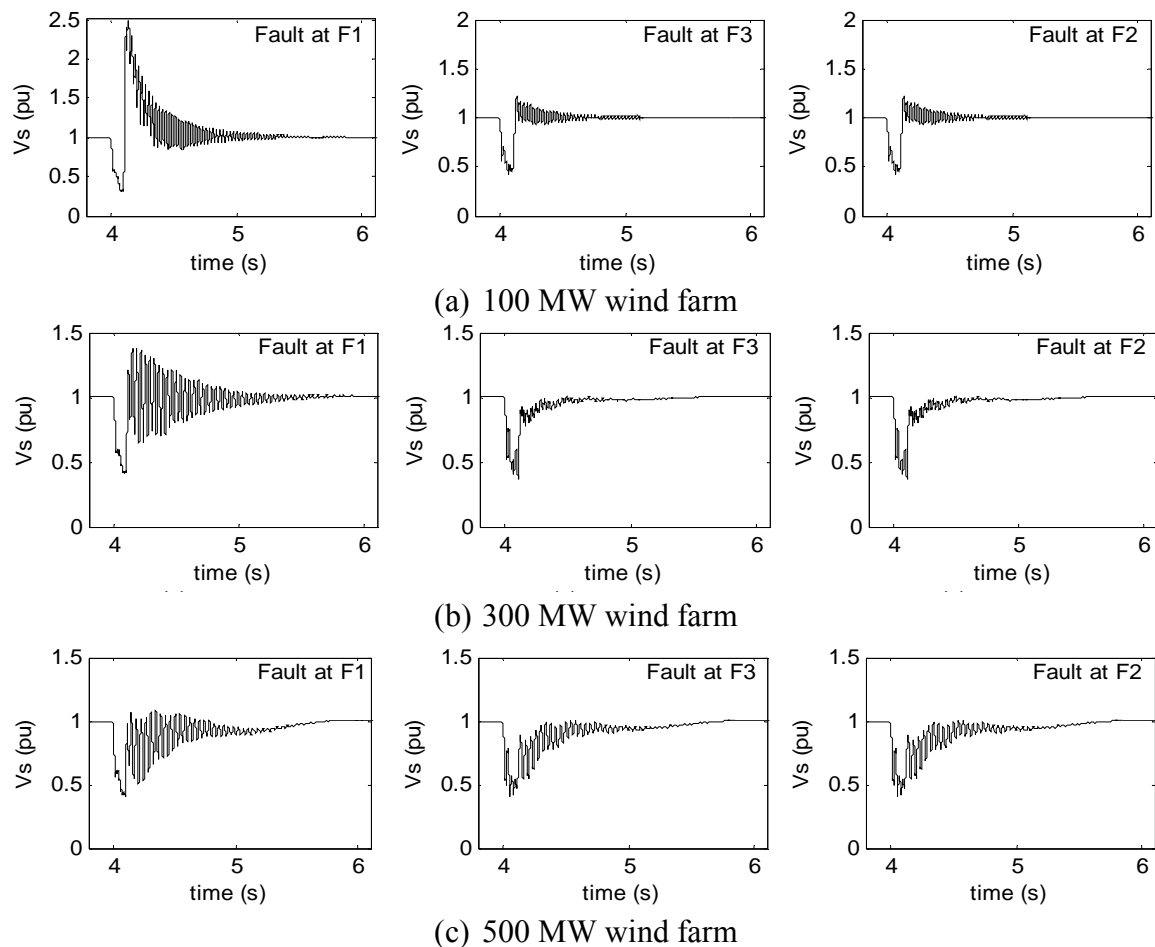 Fault at F1
2.5
2
1.5
1
0.5
0
Vs (pu)
4 5 6
time (s)
Fault at F3
2
1.5
1
0.5
0
Vs (pu)
4 5 6
time (s)
Fault at F2
2
1.5
1
0.5
0
Vs (pu)
4 5 6
time (s)
(a) 100 MW wind farm
Fault at F1
1.5
1
0.5
0
Vs (pu)
4 5 6
time (s)
Fault at F3
1.5
1
0.5
0
Vs (pu)
4 5 6
time (s)
Fault at F2
1.5
1
0.5
0
Vs (pu)
4 5 6
time (s)
(b) 300 MW wind farm
Fault at F1
1.5
1
0.5
0
Vs (pu)
4 5 6
time (s)
Fault at F3
1.5
1
0.5
0
Vs (pu)
4 5 6
time (s)
Fault at F2
1.5
1
0.5
0
Vs (pu)
4 5 6
time (s)
(c) 500 MW wind farm